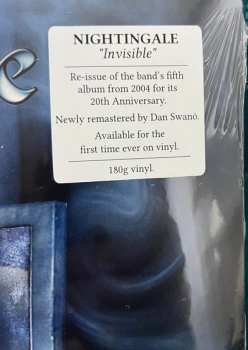 NIGHTINGALE
"Invisible"
Re-issue of the band's fifth
album from 2004 for its
20th Anniversary.
Newly remastered by Dan Swanö.
Available for the
first time ever on vinyl.
180g vinyl.